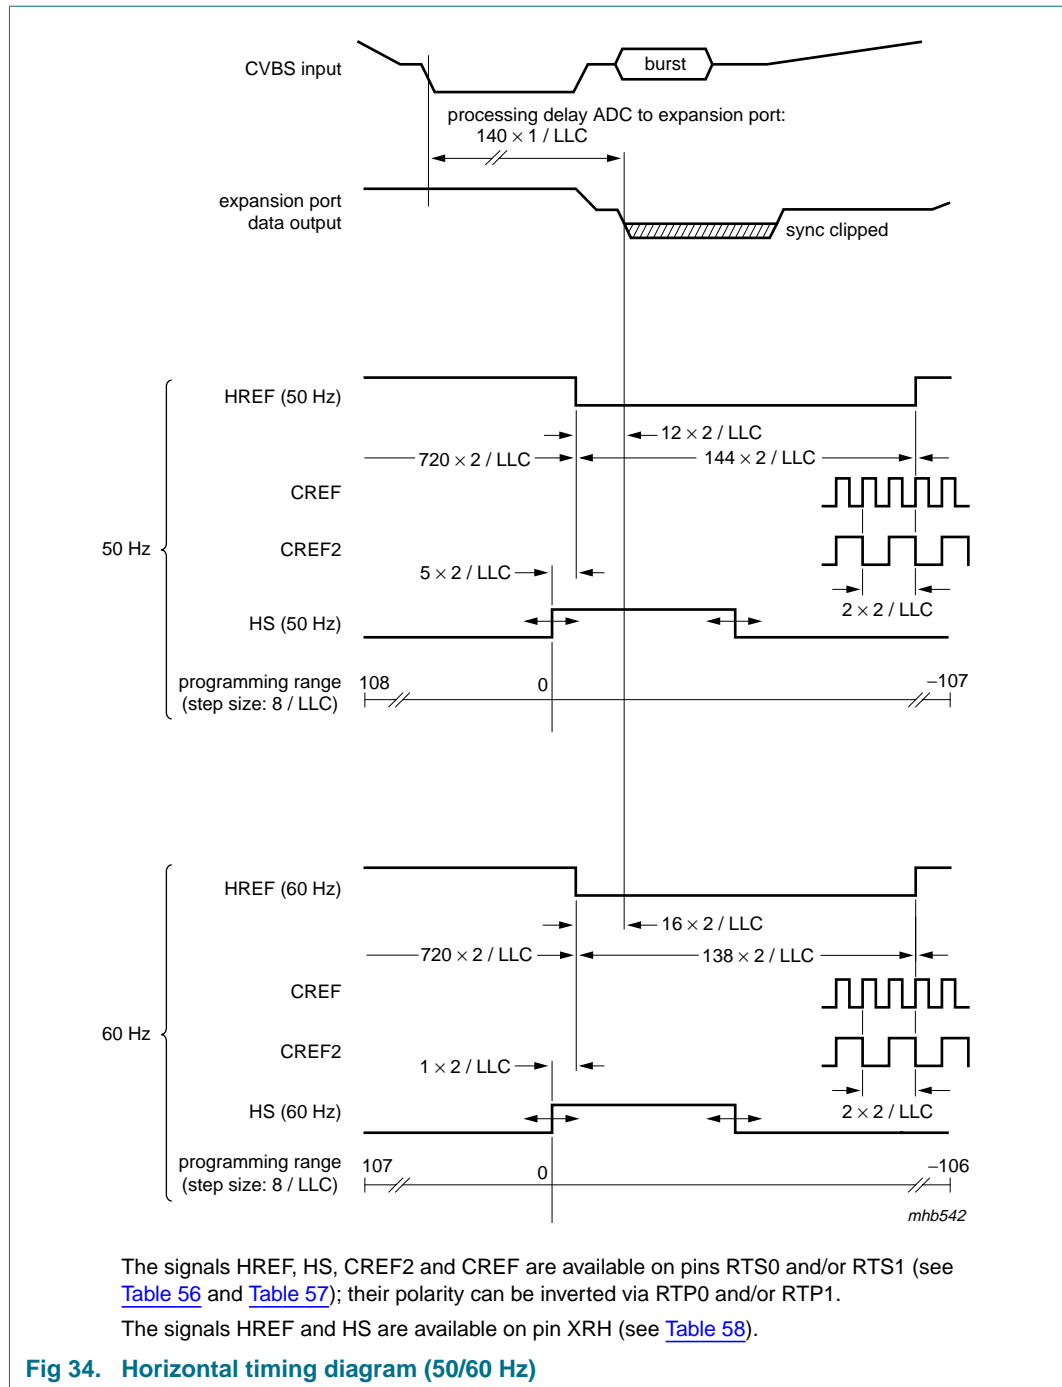 CVBS input
burst
processing delay ADC to expansion port:
140 × 1 / LLC
expansion port
data output
sync clipped
HREF (50 Hz)
12 × 2 / LLC
720 × 2 / LLC
144 × 2 / LLC
CREF
50 Hz
CREF2
5 × 2 / LLC
2 × 2 / LLC
HS (50 Hz)
programming range
(step size: 8 / LLC)
108
0
−107
HREF (60 Hz)
16 × 2 / LLC
720 × 2 / LLC
138 × 2 / LLC
CREF
60 Hz
CREF2
1 × 2 / LLC
2 × 2 / LLC
HS (60 Hz)
programming range
(step size: 8 / LLC)
107
0
−106
mhb542
The signals HREF, HS, CREF2 and CREF are available on pins RTS0 and/or RTS1 (see
Table 56 and Table 57); their polarity can be inverted via RTP0 and/or RTP1.
The signals HREF and HS are available on pin XRH (see Table 58).
Fig 34. Horizontal timing diagram (50/60 Hz)